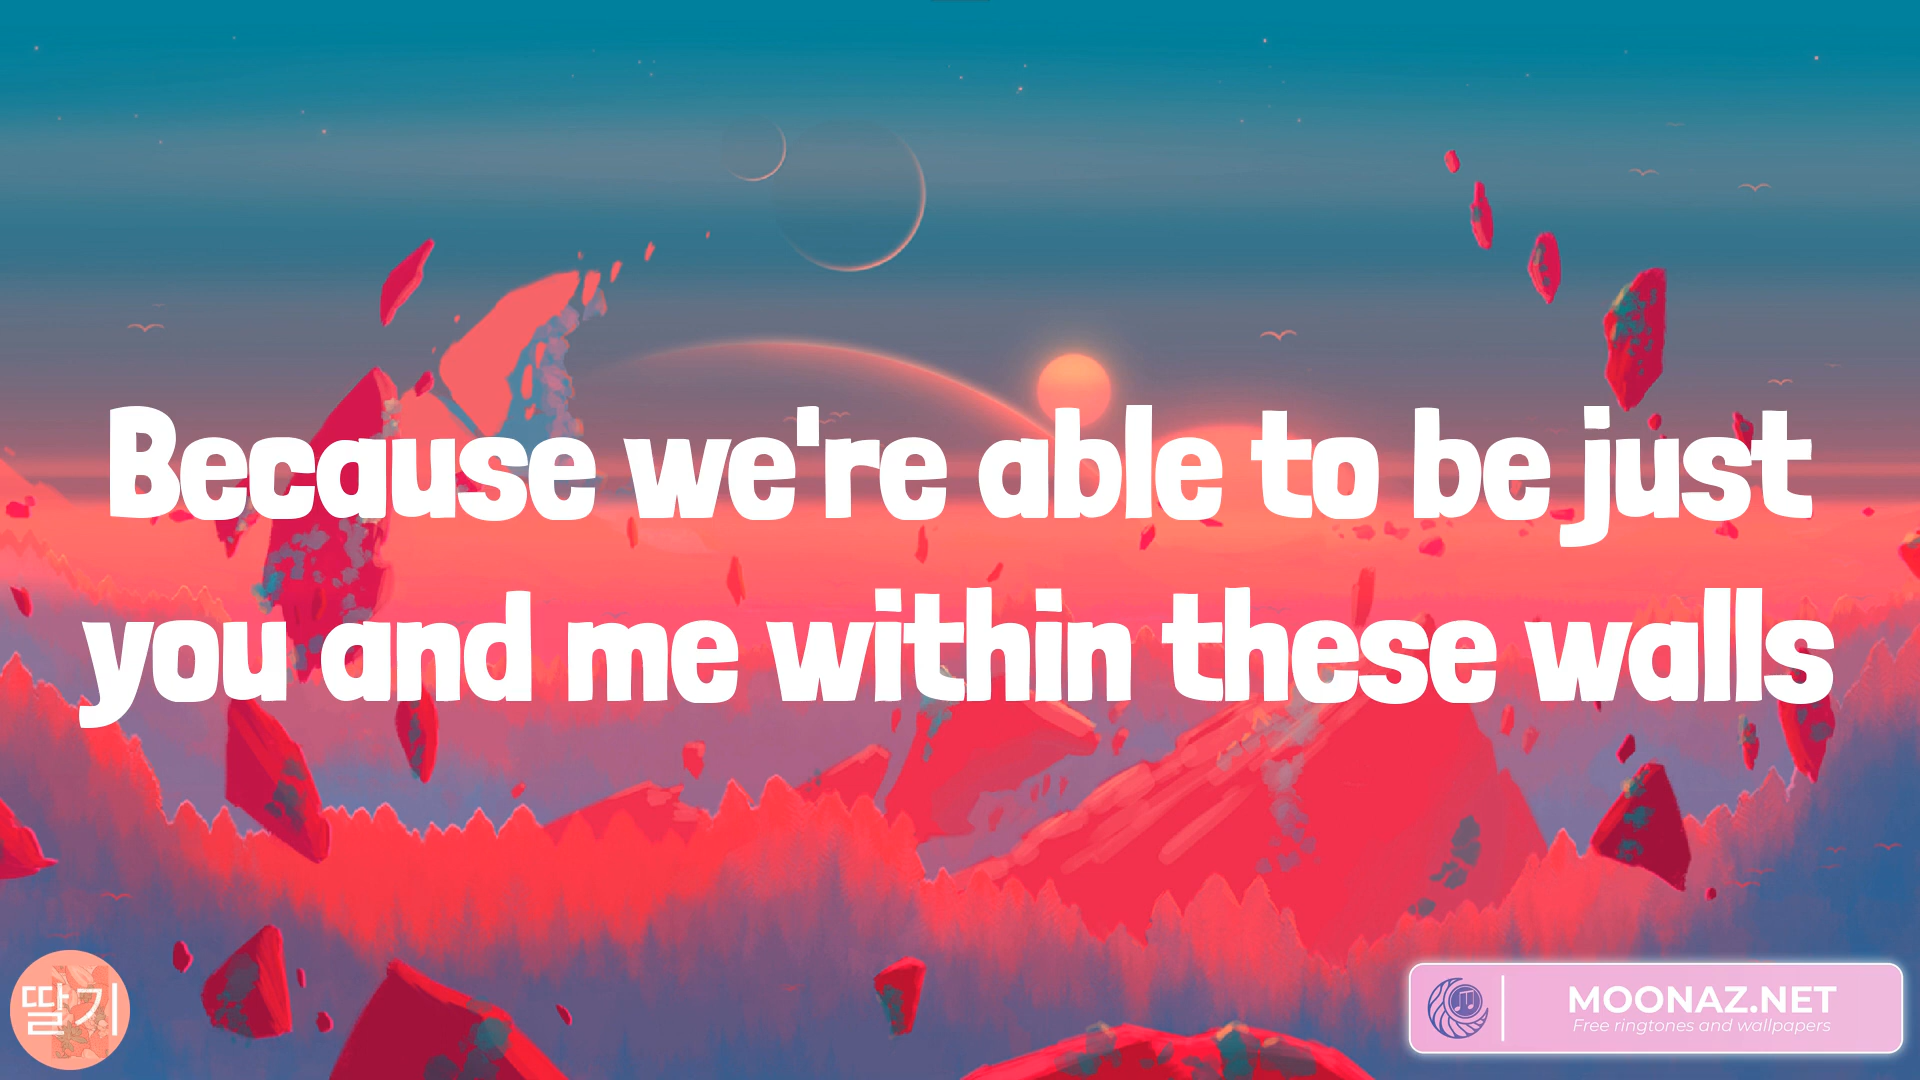 Because we're able to be just
you and me within these walls
딸기
MOONAZ.NET
Free ringtones and wallpapers